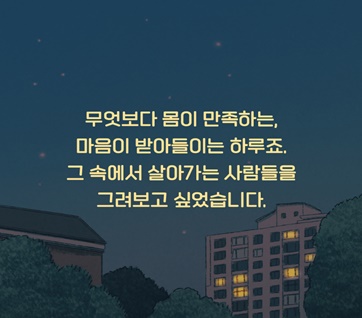 무엇보다 몸이 만족하는,
마음이 받아들이는 하루죠.
그 속에서 살아가는 사람들을
그려보고 싶었습니다.